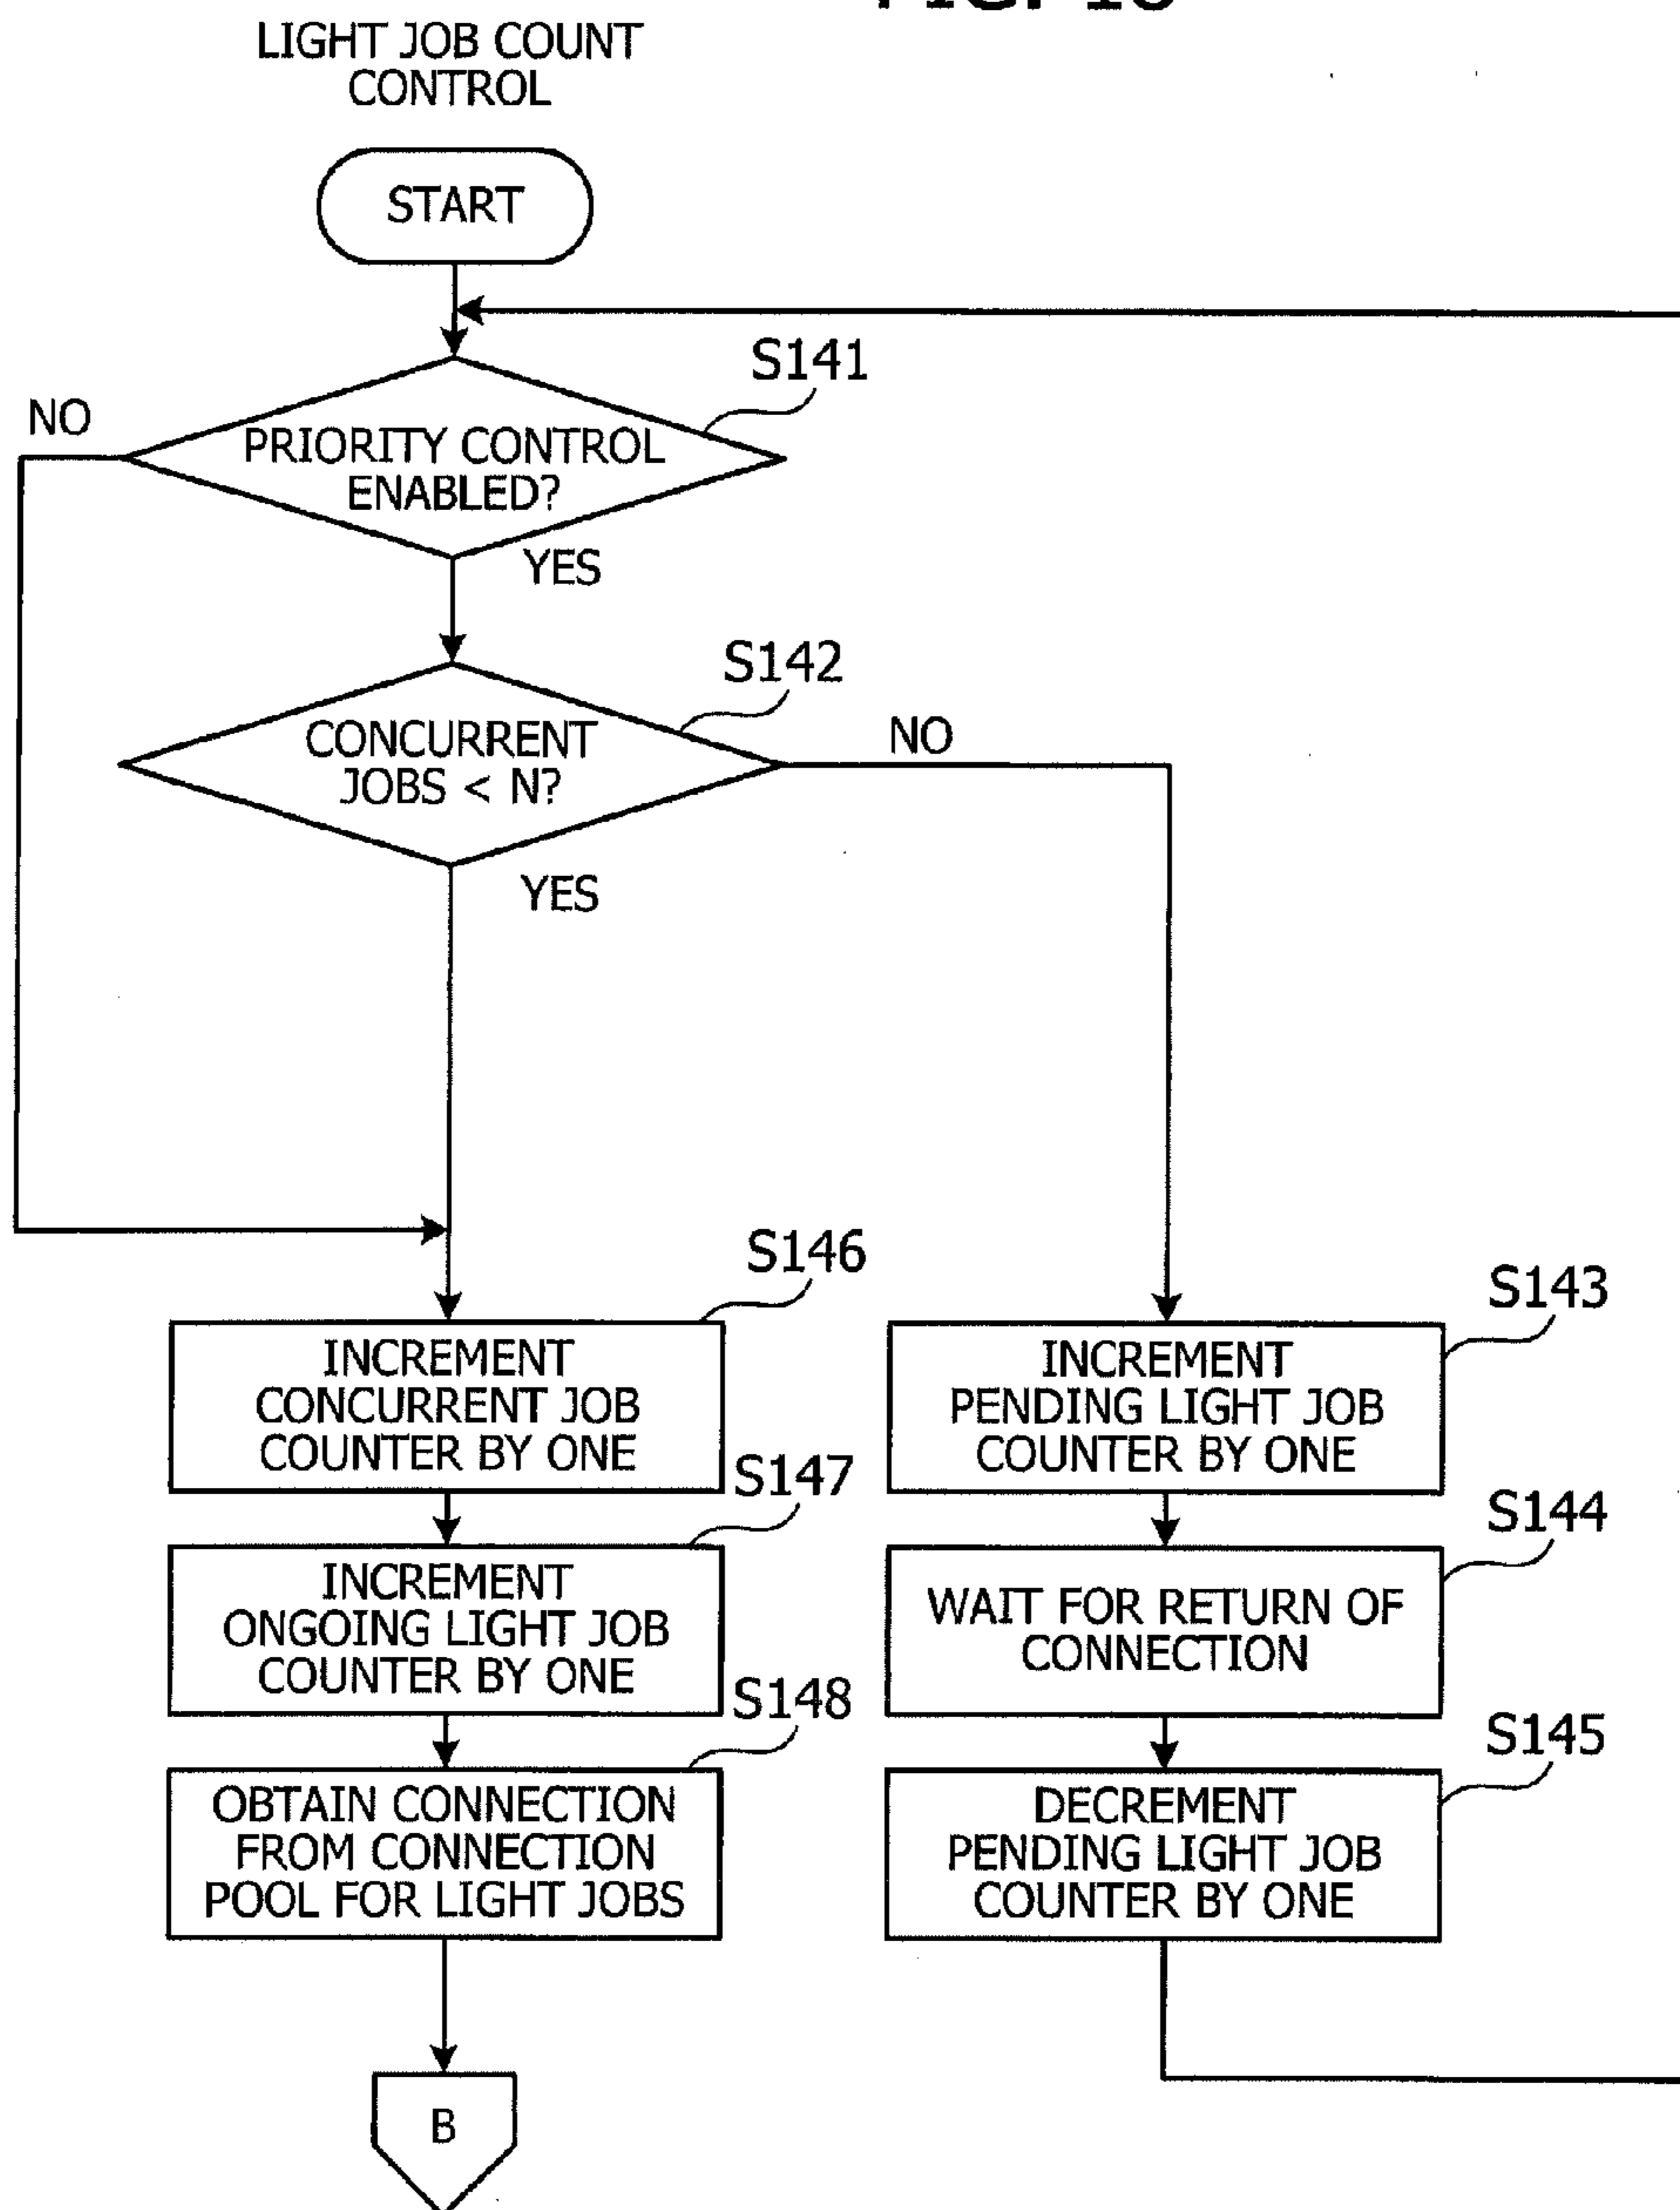 LIGHT JOB COUNT
CONTROL
START
S141
NO
PRIORITY CONTROL
ENABLED?
YES
S142
CONCURRENT
JOBS < N?
NO
YES
S146
INCREMENT
CONCURRENT JOB
COUNTER BY ONE
S147
INCREMENT
ONGOING LIGHT JOB
COUNTER BY ONE
S148
OBTAIN CONNECTION
FROM CONNECTION
POOL FOR LIGHT JOBS
B
S143
INCREMENT
PENDING LIGHT JOB
COUNTER BY ONE
S144
WAIT FOR RETURN OF
CONNECTION
S145
DECREMENT
PENDING LIGHT JOB
COUNTER BY ONE